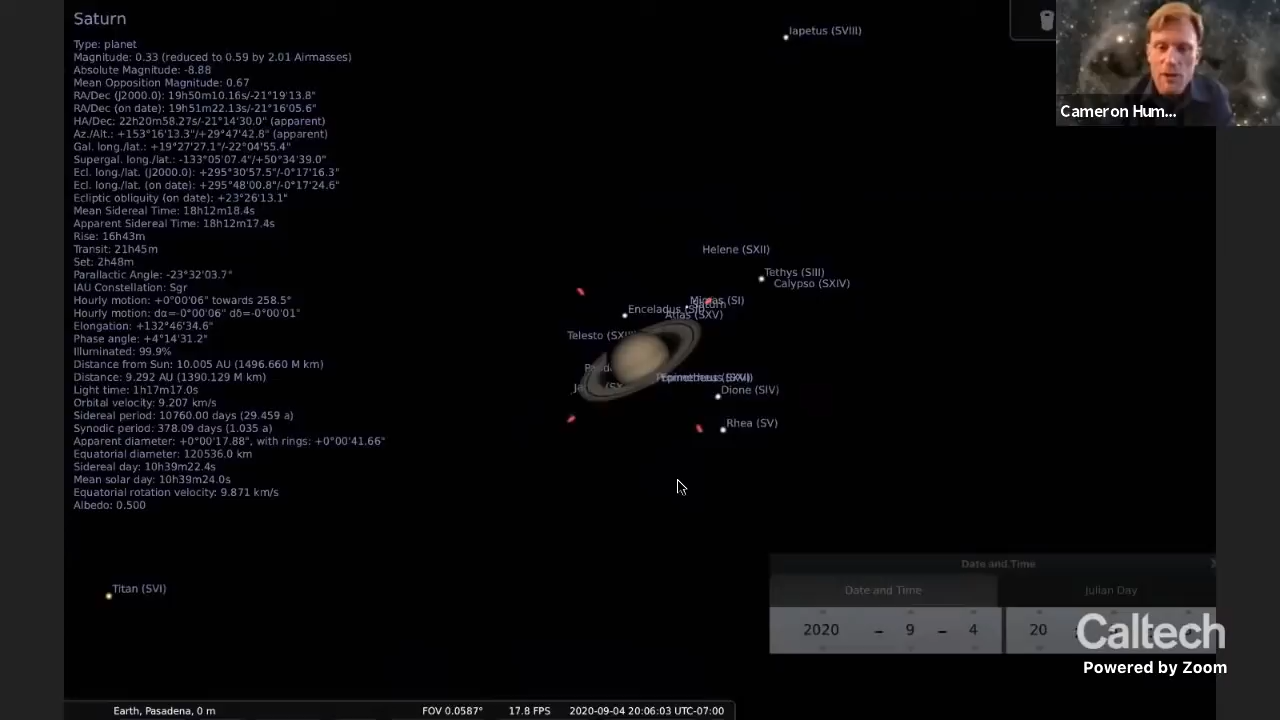 Saturn
Type: planet
Magnitude: 0.33 (reduced to 0.59 by 2.01 Airmasses)
Absolute Magnitude: -8.88
Mean Opposition Magnitude: 0.67
RA/Dec (J2000.0): 19h50m10.16s/-21°19'13.8"
RA/Dec (on date): 19h51m22.13s/-21°16'05.6"
HA/Dec: 22h20m58.27s/-21°14'30.0" (apparent)
Az./Alt.: +153°16'13.3"/+29°47'42.8" (apparent)
Gal. long./lat.: +19°27'27.1"/-22°04'55.4"
Supergal. long./lat.: -133°05'07.4"/+50°34'39.0"
Ecl. long./lat. (J2000.0): +295°30'57.5"/-0°17'16.3"
Ecl. long./lat. (on date): +295°48'00.8"/-0°17'24.6"
Ecliptic obliquity (on date): +23°26'13.1"
Mean Sidereal Time: 18h12m18.4s
Apparent Sidereal Time: 18h12m17.4s
Rise: 16h43m
Transit: 21h45m
Set: 2h48m
Parallactic Angle: -23°32'03.7"
IAU Constellation: Sgr
Hourly motion: +0°00'06" towards 258.5°
Hourly motion: dα=-0°00'06" dδ=-0°00'01"
Elongation: +132°46'34.6"
Phase angle: +4°14'31.2"
Illuminated: 99.9%
Distance from Sun: 10.005 AU (1496.660 M km)
Distance: 9.292 AU (1390.129 M km)
Light time: 1h17m17.0s
Orbital velocity: 9.207 km/s
Sidereal period: 10760.00 days (29.459 a)
Synodic period: 378.09 days (1.035 a)
Apparent diameter: +0°00'17.88", with rings: +0°00'41.66"
Equatorial diameter: 120536.0 km
Sidereal day: 10h39m22.4s
Mean solar day: 10h39m24.0s
Equatorial rotation velocity: 9.871 km/s
Albedo: 0.500
Iapetus (SVIII)
Cameron Hum...
Helene (SXII)
Tethys (SIII)
Calypso (SXIV)
Mimas (SI)
Saturn
Enceladus
Atlas (SXV)
Telesto
Dione (SIV)
Rhea (SV)
Titan (SVI)
Date and Time
Date and Time
Julian Day
2020 - 9 - 4
20
Caltech
Powered by Zoom
Earth, Pasadena, 0 m
FOV 0.0587°
17.8 FPS
2020-09-04 20:06:03 UTC-07:00